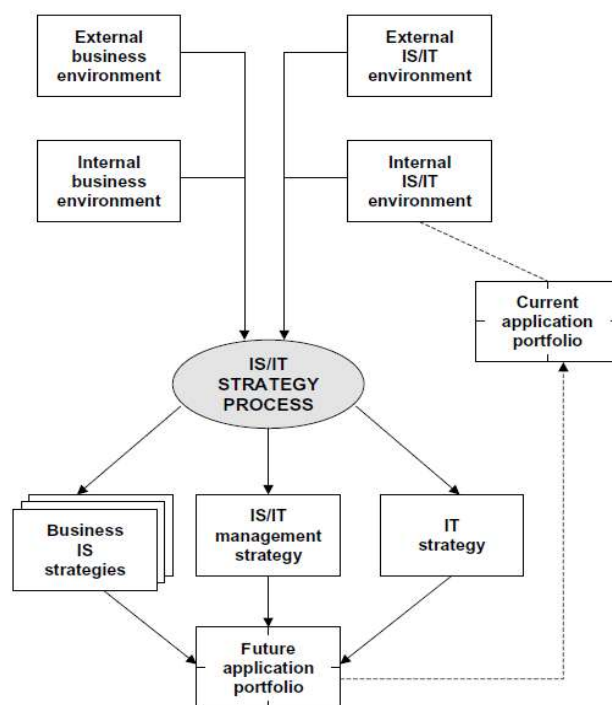 External
business
environment
External
IS/IT
environment
Internal
business
environment
Internal
IS/IT
environment
Current
application
portfolio
IS/IT
STRATEGY
PROCESS
Business
IS
strategies
IS/IT
management
strategy
IT
strategy
Future
application
portfolio